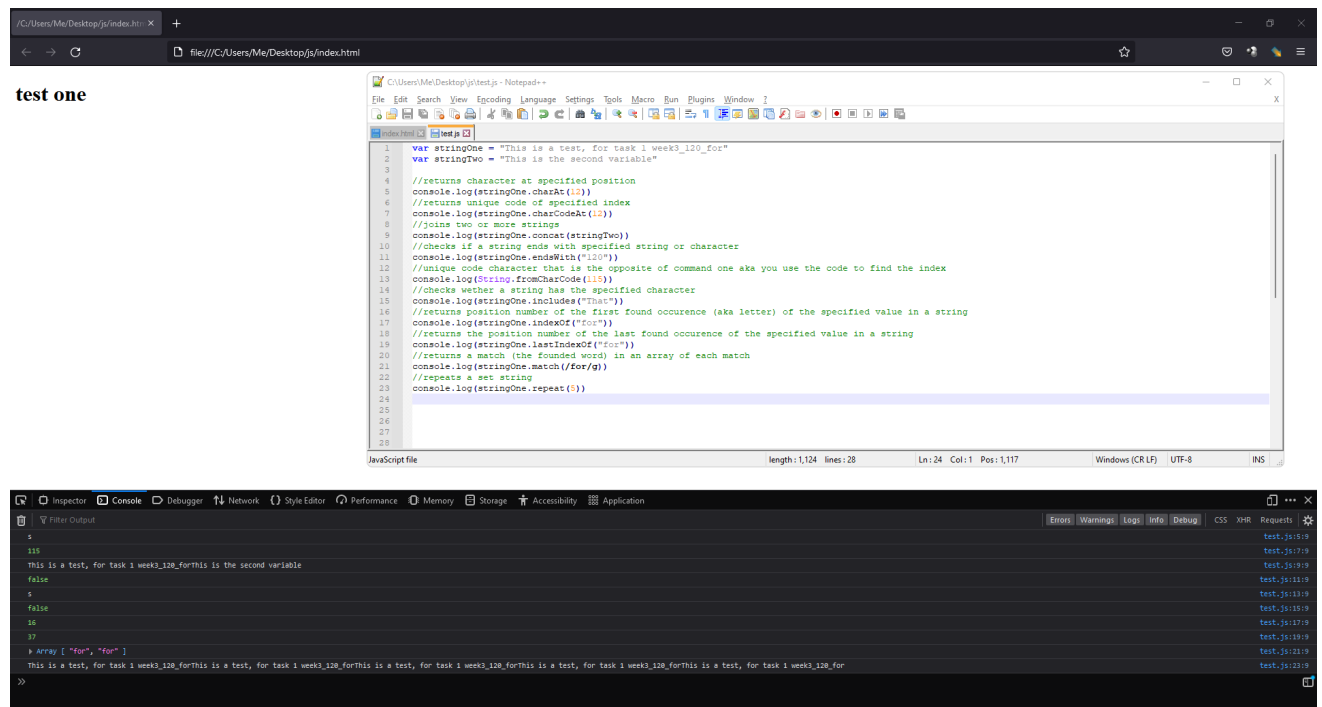 /C:/Users/Me/Desktop/js/index.htm
file:///C:/Users/Me/Desktop/js/index.html
test one
C:\Users\Me\Desktop\js\test.js - Notepad++
File Edit Search View Encoding Language Settings Tools Macro Run Plugins Window ?
X
index.html test.js
1 var stringOne = "This is a test, for task 1 week3_120_for"
2 var stringTwo = "This is the second variable"
3
4 //returns character at specified position
5 console.log(stringOne.charAt(12))
6 //returns unique code of specified index
7 console.log(stringOne.charCodeAt(12))
8 //joins two or more strings
9 console.log(stringOne.concat(stringTwo))
10 //checks if a string ends with specified string or character
11 console.log(stringOne.endsWith("120"))
12 //unique code character that is the opposite of command one aka you use the code to find the index
13 console.log(String.fromCharCode(115))
14 //checks wether a string has the specified character
15 console.log(stringOne.includes("That"))
16 //returns position number of the first found occurence (aka letter) of the specified value in a string
17 console.log(stringOne.indexOf("for"))
18 //returns the position number of the last found occurence of the specified value in a string
19 console.log(stringOne.lastIndexOf("for"))
20 //returns a match (the founded word) in an array of each match
21 console.log(stringOne.match(/for/g))
22 //repeats a set string
23 console.log(stringOne.repeat(5))
24
25
26
27
28
JavaScript file length : 1,124 lines : 28 Ln : 24 Col : 1 Pos : 1,117 Windows (CR LF) UTF-8 INS
Inspector Console Debugger Network Style Editor Performance Memory Storage Accessibility Application
Filter Output Errors Warnings Logs Info Debug CSS XHR Requests
s test.js:5:9
115 test.js:7:9
This is a test, for task 1 week3_120_forThis is the second variable test.js:9:9
false test.js:11:9
s test.js:13:9
false test.js:15:9
16 test.js:17:9
37 test.js:19:9
Array [ "for", "for" ] test.js:21:9
This is a test, for task 1 week3_120_forThis is a test, for task 1 week3_120_forThis is a test, for task 1 week3_120_forThis is a test, for task 1 week3_120_forThis is a test, for task 1 week3_120_for test.js:23:9